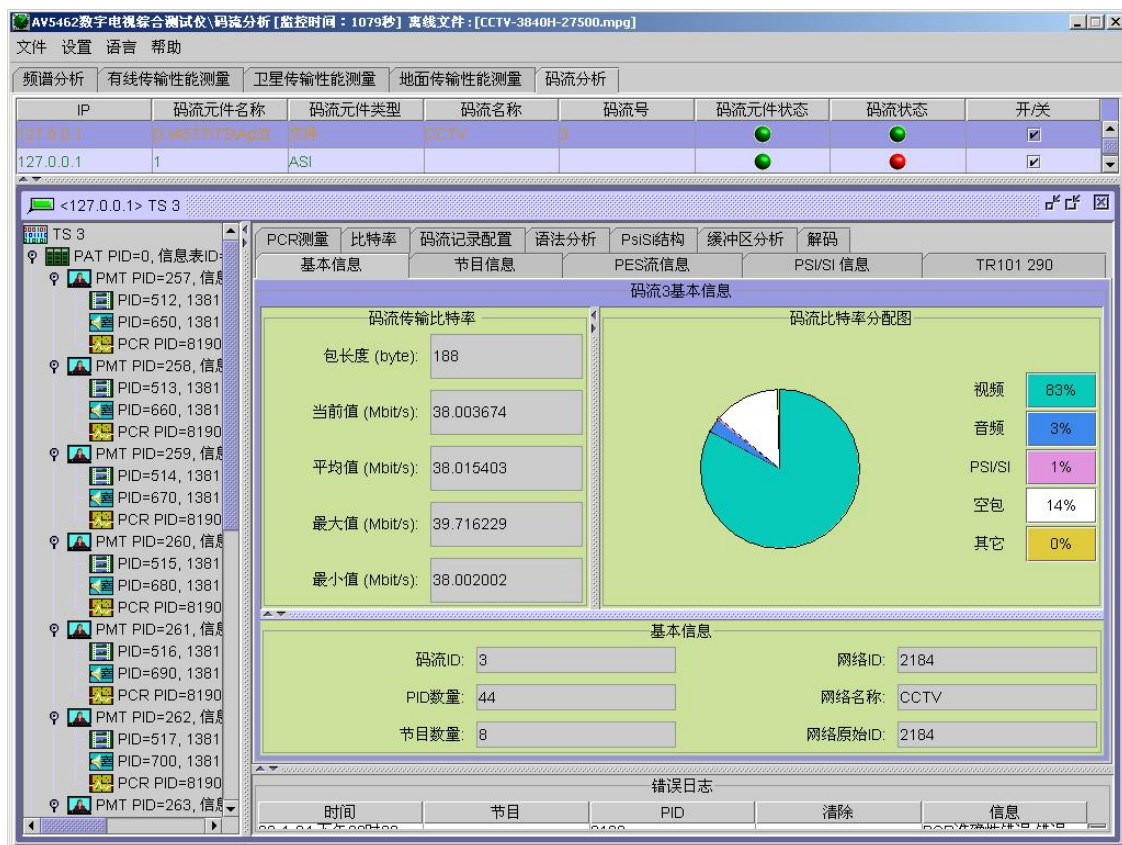 AV5462数字电视综合测试仪\码流分析 [监控时间：1079秒] 离线文件:[CCTV-3840H-27500.mpg]
文件 设置 语言 帮助
频谱分析 有线传输性能测量 卫星传输性能测量 地面传输性能测量 码流分析
IP 码流元件名称 码流元件类型 码流名称 码流号 码流元件状态 码流状态 开/关
127.0.0.1 文件 CCTV 3
127.0.0.1 1 ASI
<127.0.0.1> TS 3
TS 3
PAT PID=0, 信息表ID=
PMT PID=257, 信息
PID=512, 1381
PID=650, 1381
PCR PID=8190
PMT PID=258, 信息
PID=513, 1381
PID=660, 1381
PCR PID=8190
PMT PID=259, 信息
PID=514, 1381
PID=670, 1381
PCR PID=8190
PMT PID=260, 信息
PID=515, 1381
PID=680, 1381
PCR PID=8190
PMT PID=261, 信息
PID=516, 1381
PID=690, 1381
PCR PID=8190
PMT PID=262, 信息
PID=517, 1381
PID=700, 1381
PCR PID=8190
PMT PID=263, 信息
PCR测量 比特率 码流记录配置 语法分析 PsiSi结构 缓冲区分析 解码
基本信息 节目信息 PES流信息 PSI/SI 信息 TR101 290
码流3基本信息
码流传输比特率
包长度 (byte): 188
当前值 (Mbit/s): 38.003674
平均值 (Mbit/s): 38.015403
最大值 (Mbit/s): 39.716229
最小值 (Mbit/s): 38.002002
码流比特率分配图
视频 83%
音频 3%
PSI/SI 1%
空包 14%
其它 0%
基本信息
码流ID: 3 网络ID: 2184
PID数量: 44 网络名称: CCTV
节目数量: 8 网络原始ID: 2184
错误日志
时间 节目 PID 清除 信息